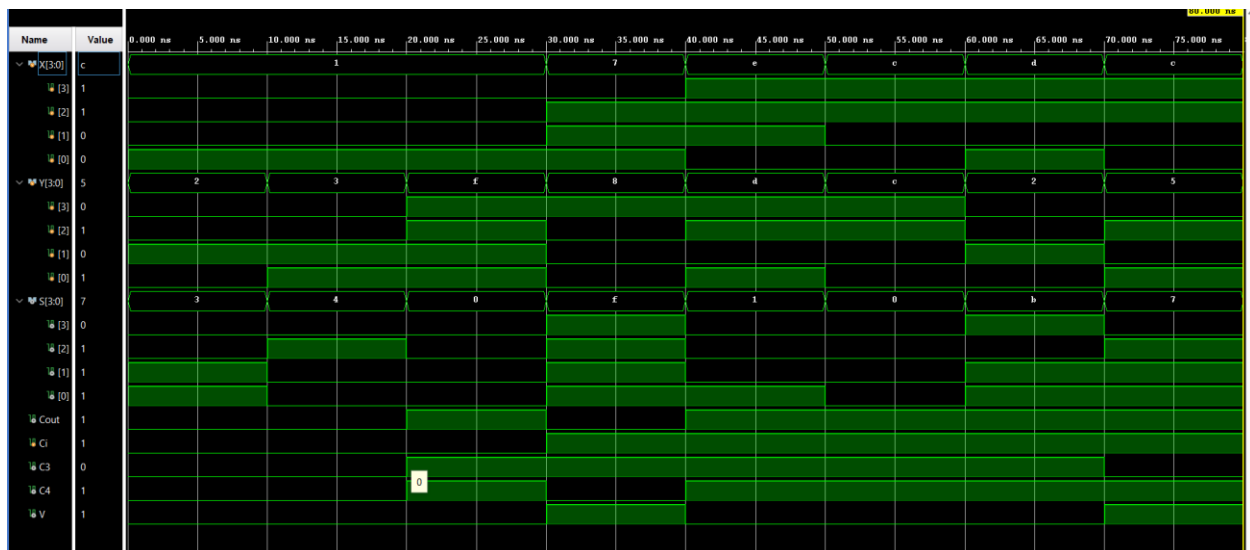 80.000 ns
Name Value 0.000 ns 5.000 ns 10.000 ns 15.000 ns 20.000 ns 25.000 ns 30.000 ns 35.000 ns 40.000 ns 45.000 ns 50.000 ns 55.000 ns 60.000 ns 65.000 ns 70.000 ns 75.000 ns
X[3:0] c 1 7 e c d c
[3] 1
[2] 1
[1] 0
[0] 0
Y[3:0] 5 2 3 f 8 d c 2 5
[3] 0
[2] 1
[1] 0
[0] 1
S[3:0] 7 3 4 0 f 1 0 b 7
[3] 0
[2] 1
[1] 1
[0] 1
Cout 1
Ci 1
C3 0
0
C4 1
V 1